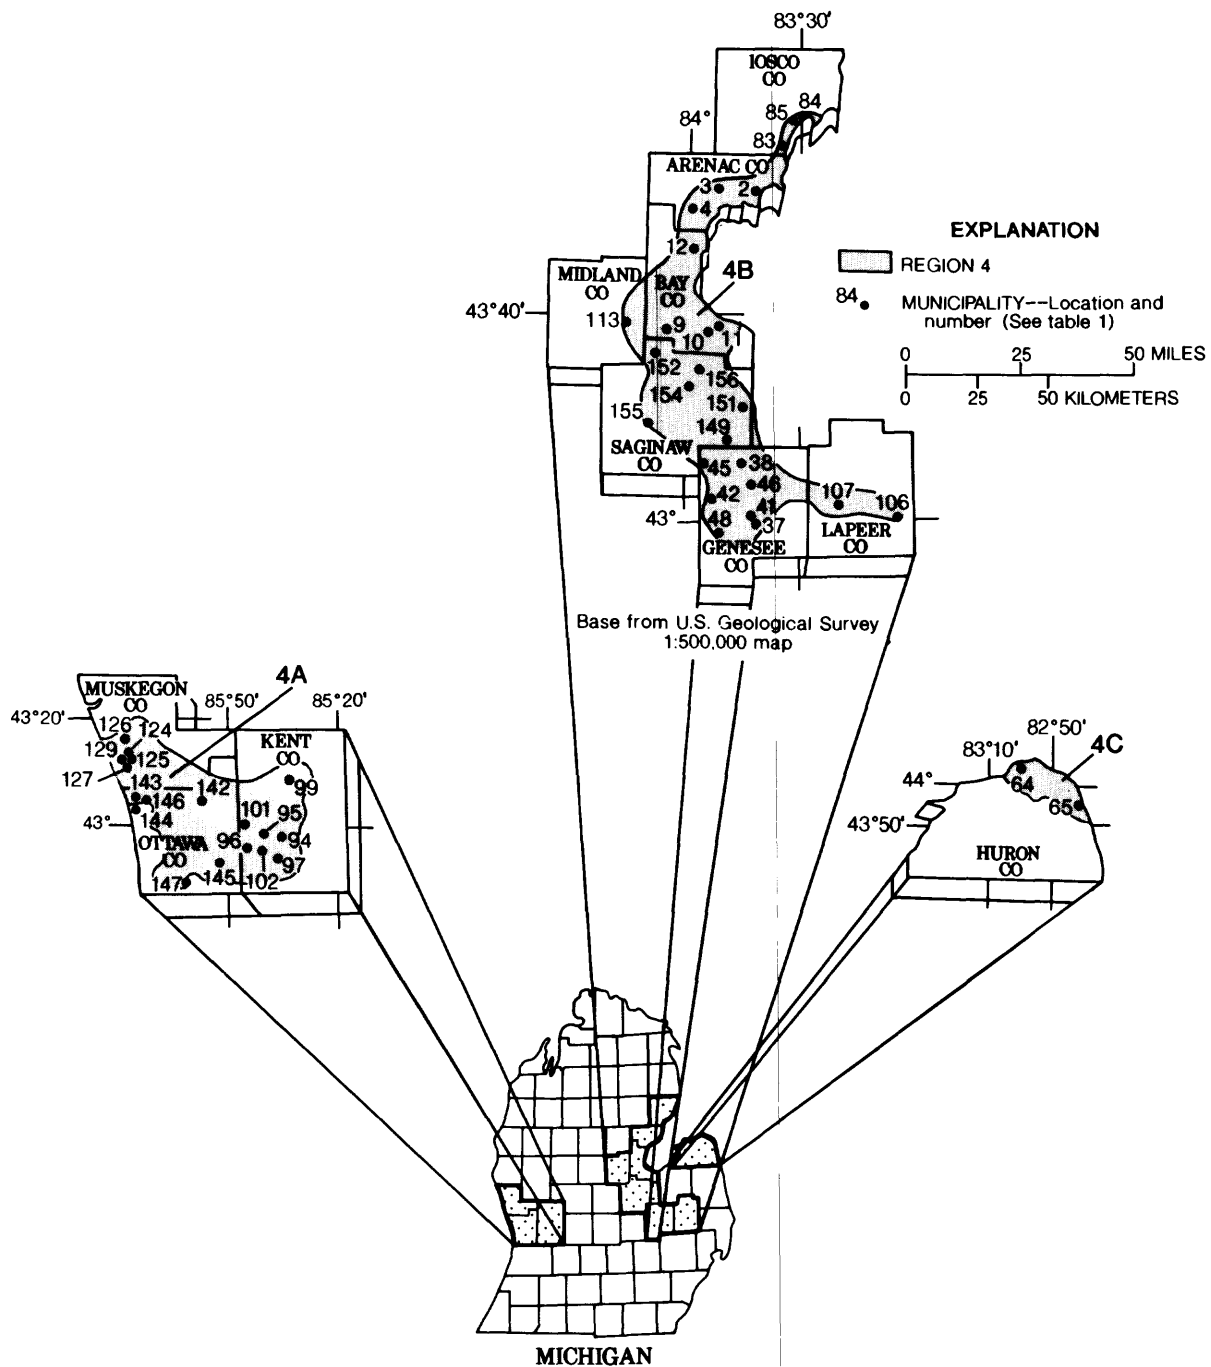 83°30'
IOSCO
CO
84
85
84°
83
ARENAC CO
3
2
4
12
4B
MIDLAND
CO
BAY
CO
43°40'
113
9
10
11
152
156
154
151
155
149
SAGINAW
CO
45
38
46
42
107
106
41
43°
48
37
GENESEE
CO
LAPEER
CO
EXPLANATION
REGION 4
84
MUNICIPALITY--Location and
number (See table 1)
0 25 50 MILES
0 25 50 KILOMETERS
Base from U.S. Geological Survey
1:500,000 map
4A
MUSKEGON
CO
85°50'
85°20'
43°20'
126
124
KENT
CO
129
125
127
143
142
99
146
144
101
95
43°
OTTAWA
CO
96
94
97
147
145
102
82°50'
83°10'
4C
44°
64
65
43°50'
HURON
CO
MICHIGAN